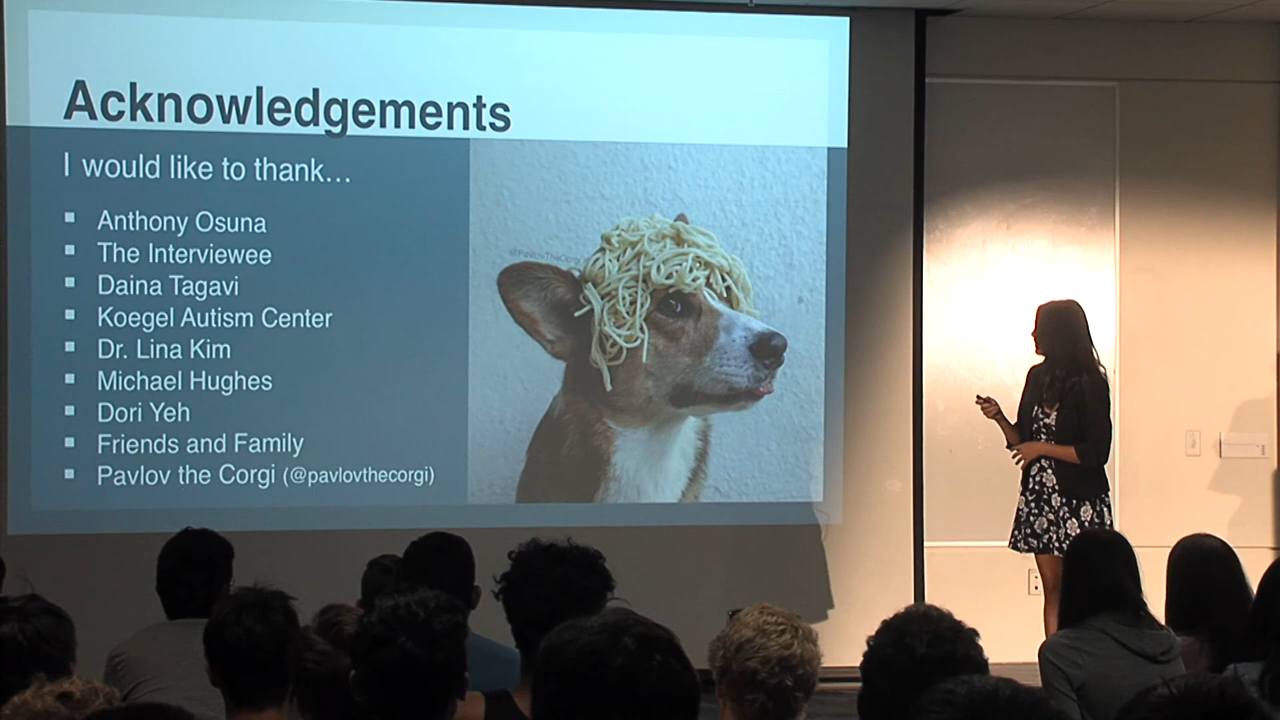 Acknowledgements
I would like to thank...
Anthony Osuna
The Interviewee
Daina Tagavi
Koegel Autism Center
Dr. Lina Kim
Michael Hughes
Dori Yeh
Friends and Family
Pavlov the Corgi (@pavlovthecorgi)
@PavlovTheCorgi